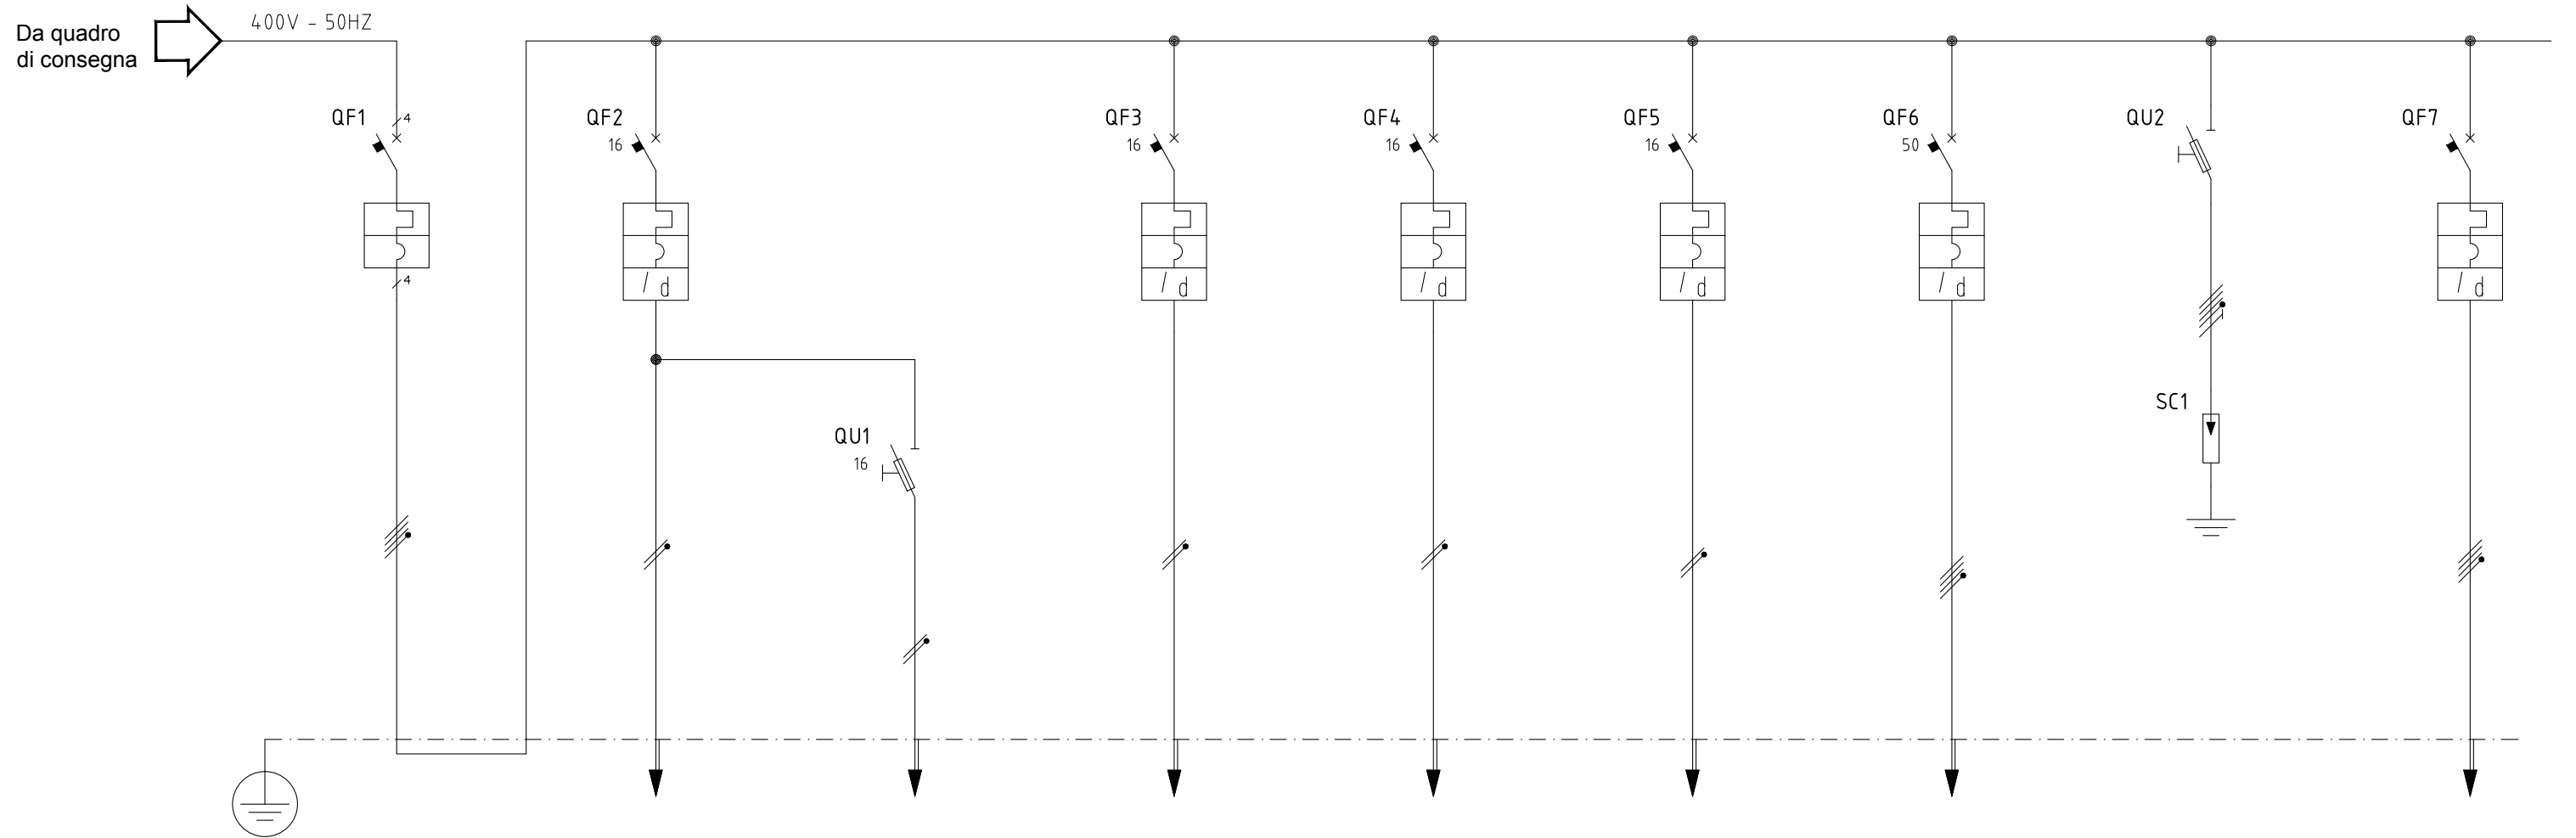 Da quadro
di consegna
400V - 50HZ
QF1
4
4
QF2
16
I d
QU1
16
QF3
16
I d
QF4
16
I d
QF5
16
I d
QF6
50
I d
QU2
SC1
QF7
I d